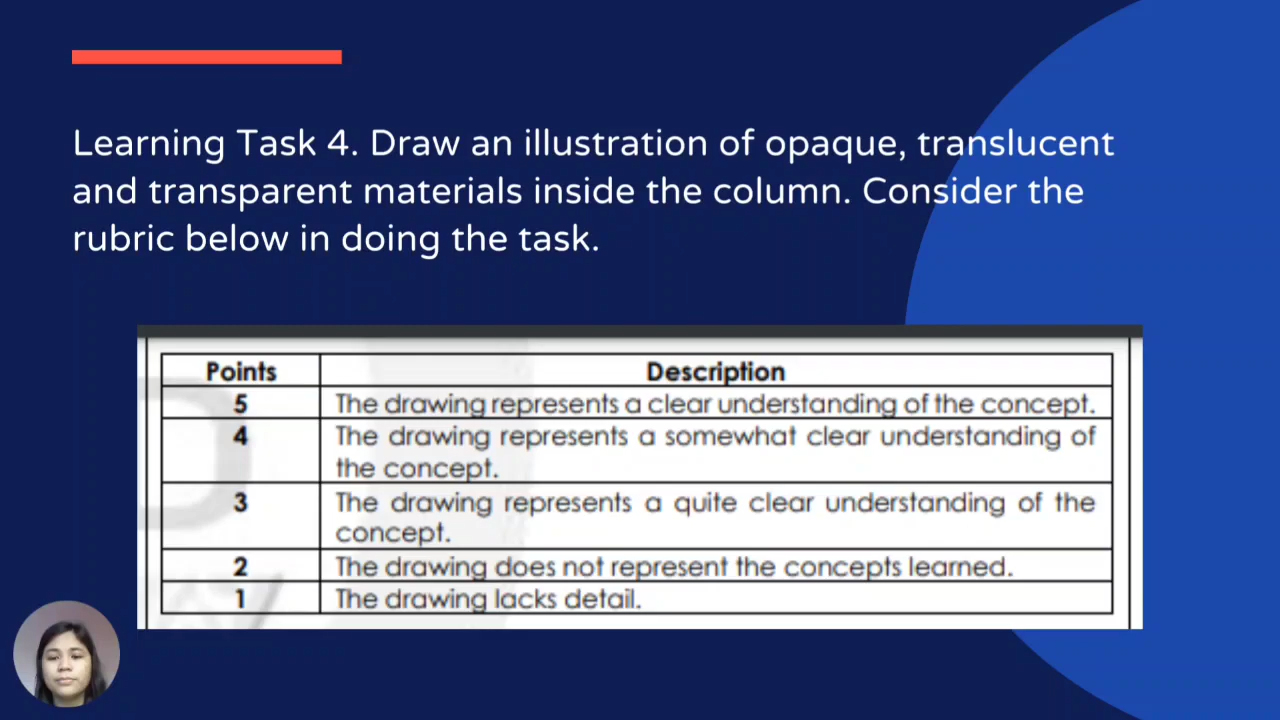 Learning Task 4. Draw an illustration of opaque, translucent
and transparent materials inside the column. Consider the
rubric below in doing the task.
Points Description
5 The drawing represents a clear understanding of the concept.
4 The drawing represents a somewhat clear understanding of
the concept.
3 The drawing represents a quite clear understanding of the
concept.
2 The drawing does not represent the concepts learned.
1 The drawing lacks detail.